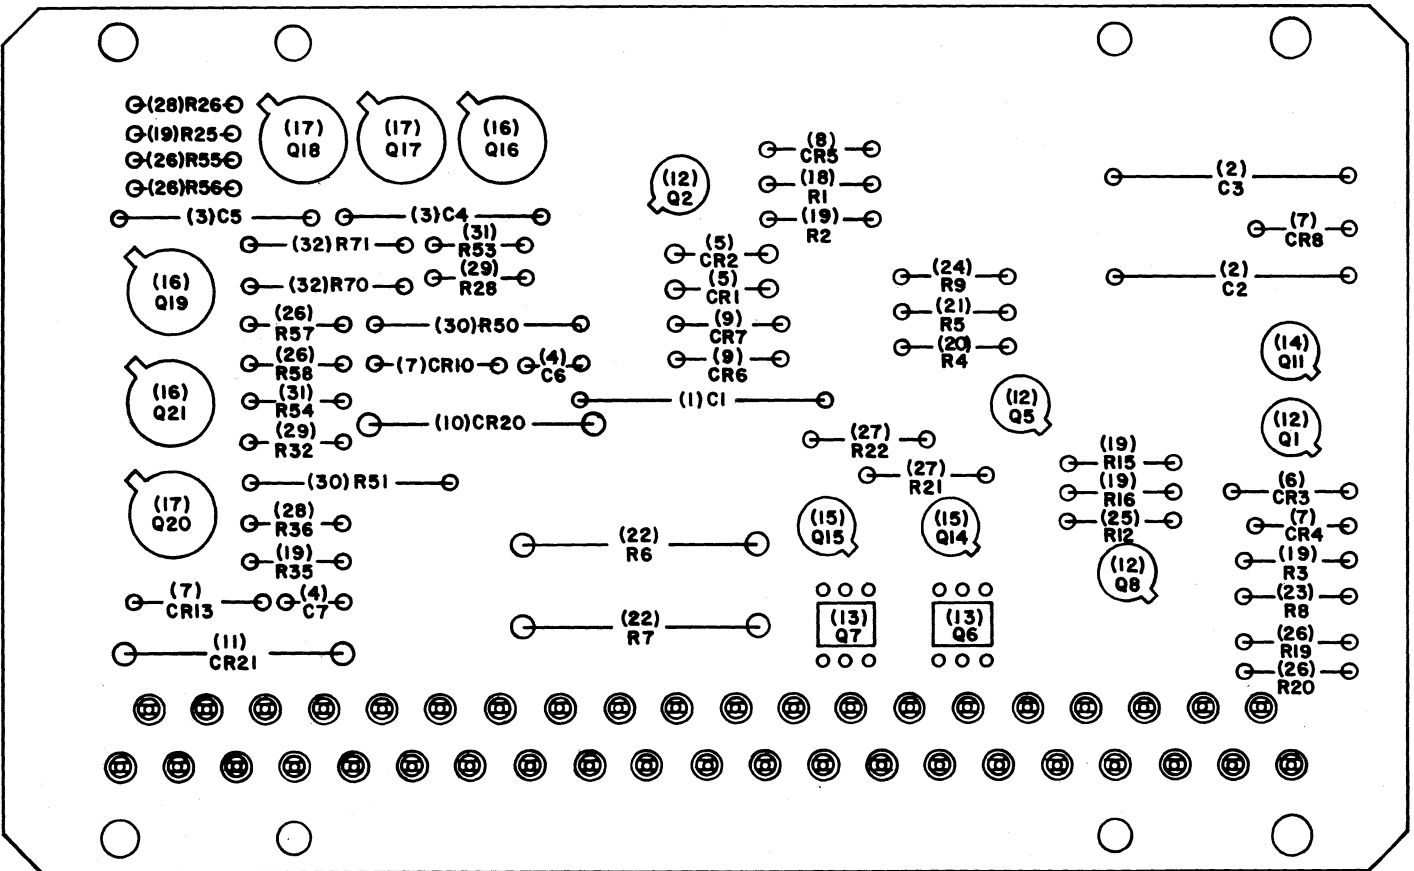 (28)R26
(19)R25
(26)R55
(26)R56
(17)
Q18
(17)
Q17
(16)
Q16
(3)C5
(3)C4
(32)R71
(31)
R53
(32)R70
(29)
R28
(16)
Q19
(26)
R57
(30)R50
(26)
R58
(7)CR10
(4)
C6
(16)
Q21
(31)
R54
(10)CR20
(29)
R32
(30)R51
(17)
Q20
(28)
R36
(19)
R35
(7)
CR13
(4)
C7
(11)
CR21
(12)
Q2
(8)
CR5
(18)
R1
(19)
R2
(5)
CR2
(5)
CR1
(9)
CR7
(9)
CR6
(1)C1
(24)
R9
(21)
R5
(20)
R4
(12)
Q5
(27)
R22
(27)
R21
(22)
R6
(22)
R7
(15)
Q15
(15)
Q14
(13)
Q7
(13)
Q6
(2)
C3
(7)
CR8
(2)
C2
(14)
Q11
(12)
Q1
(19)
R15
(19)
R16
(25)
R12
(12)
Q8
(6)
CR3
(7)
CR4
(19)
R3
(23)
R8
(26)
R19
(26)
R20